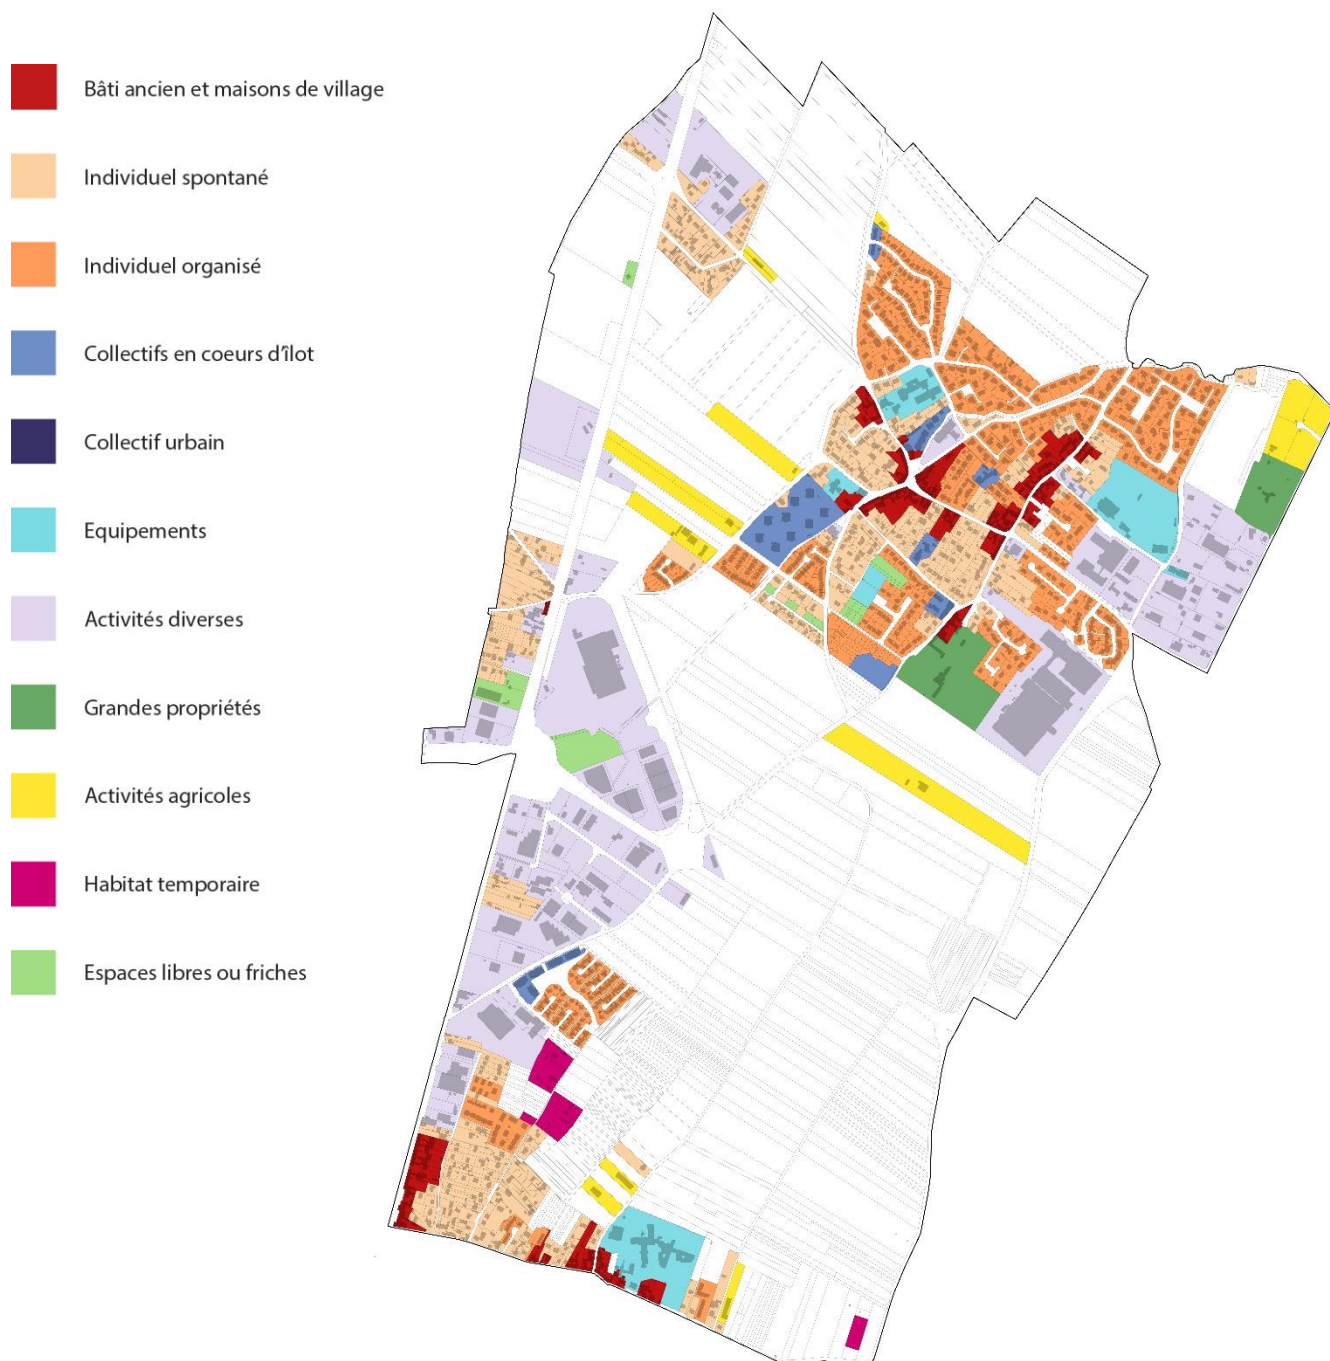 Bâti ancien et maisons de village
Individuel spontané
Individuel organisé
Collectifs en coeurs d'îlot
Collectif urbain
Equipements
Activités diverses
Grandes propriétés
Activités agricoles
Habitat temporaire
Espaces libres ou friches